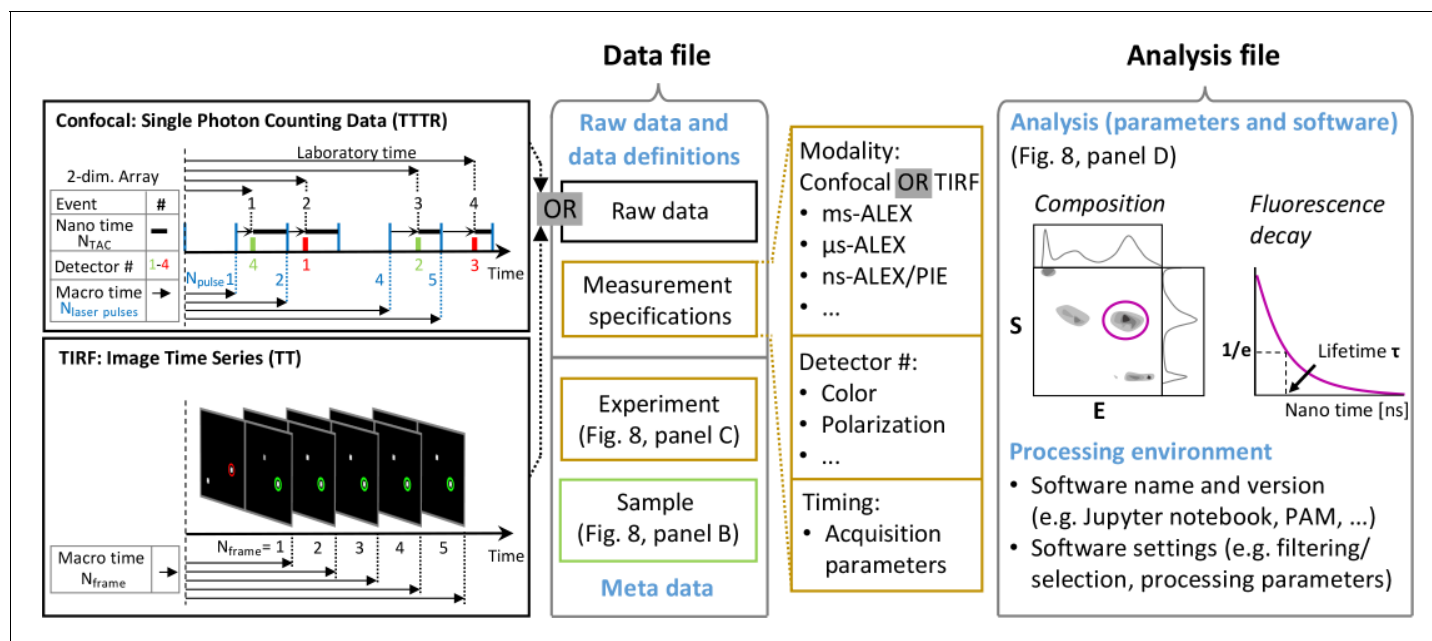 Data file
Analysis file
Confocal: Single Photon Counting Data (TTTR)
Laboratory time
2-dim. Array
Event #
1 2 3 4
Nano time
N_TAC
Detector # 1-4
4 1 2 3
Time
Macro time
N_laser pulses
N_pulse 1 2 4 5
TIRF: Image Time Series (TT)
Time
N_frame = 1 2 3 4 5
Macro time
N_frame
OR
Raw data and
data definitions
Raw data
Measurement
specifications
Experiment
(Fig. 8, panel C)
Sample
(Fig. 8, panel B)
Meta data
Modality:
Confocal OR TIRF
• ms-ALEX
• μs-ALEX
• ns-ALEX/PIE
• ...
Detector #:
• Color
• Polarization
• ...
Timing:
• Acquisition
parameters
Analysis (parameters and software)
(Fig. 8, panel D)
Composition
S
E
Fluorescence
decay
1/e
Lifetime τ
Nano time [ns]
Processing environment
• Software name and version
(e.g. Jupyter notebook, PAM, ...)
• Software settings (e.g. filtering/
selection, processing parameters)